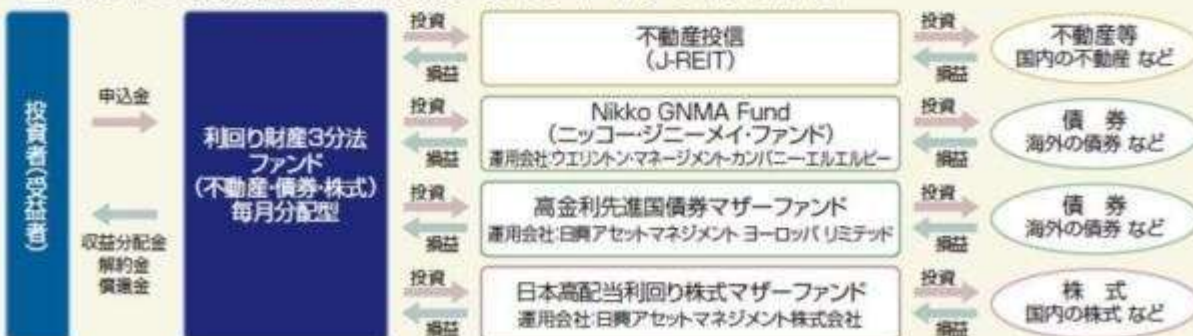 投資者(受益者)
申込金
収益分配金
解約金
償還金
利回り財産3分法
ファンド
(不動産・債券・株式)
毎月分配型
投資
損益
不動産投信
(J-REIT)
投資
損益
不動産等
国内の不動産 など
投資
損益
Nikko GNMA Fund
(ニッコー・ジニーメイ・ファンド)
運用会社:ウエリントン・マネージメント・カンパニー・エルエルピー
投資
損益
債 券
海外の債券 など
投資
損益
高金利先進国債券マザーファンド
運用会社:日興アセットマネジメント ヨーロッパ リミテッド
投資
損益
債 券
海外の債券 など
投資
損益
日本高配当利回り株式マザーファンド
運用会社:日興アセットマネジメント株式会社
投資
損益
株 式
国内の株式 など